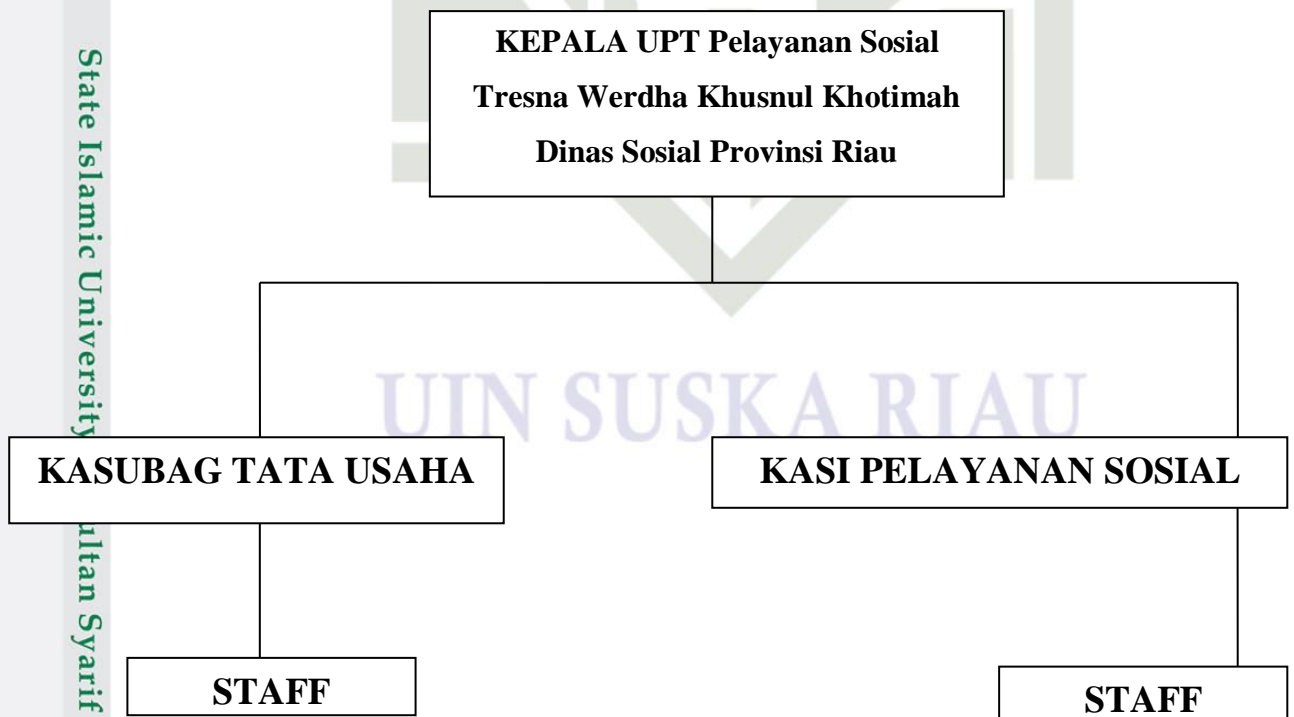 KEPALA UPT Pelayanan Sosial
Tresna Werdha Khusnul Khotimah
Dinas Sosial Provinsi Riau
UIN SUSKA RIAU
KASUBAG TATA USAHA
KASI PELAYANAN SOSIAL
STAFF
STAFF
State Islamic University ultan Syarif